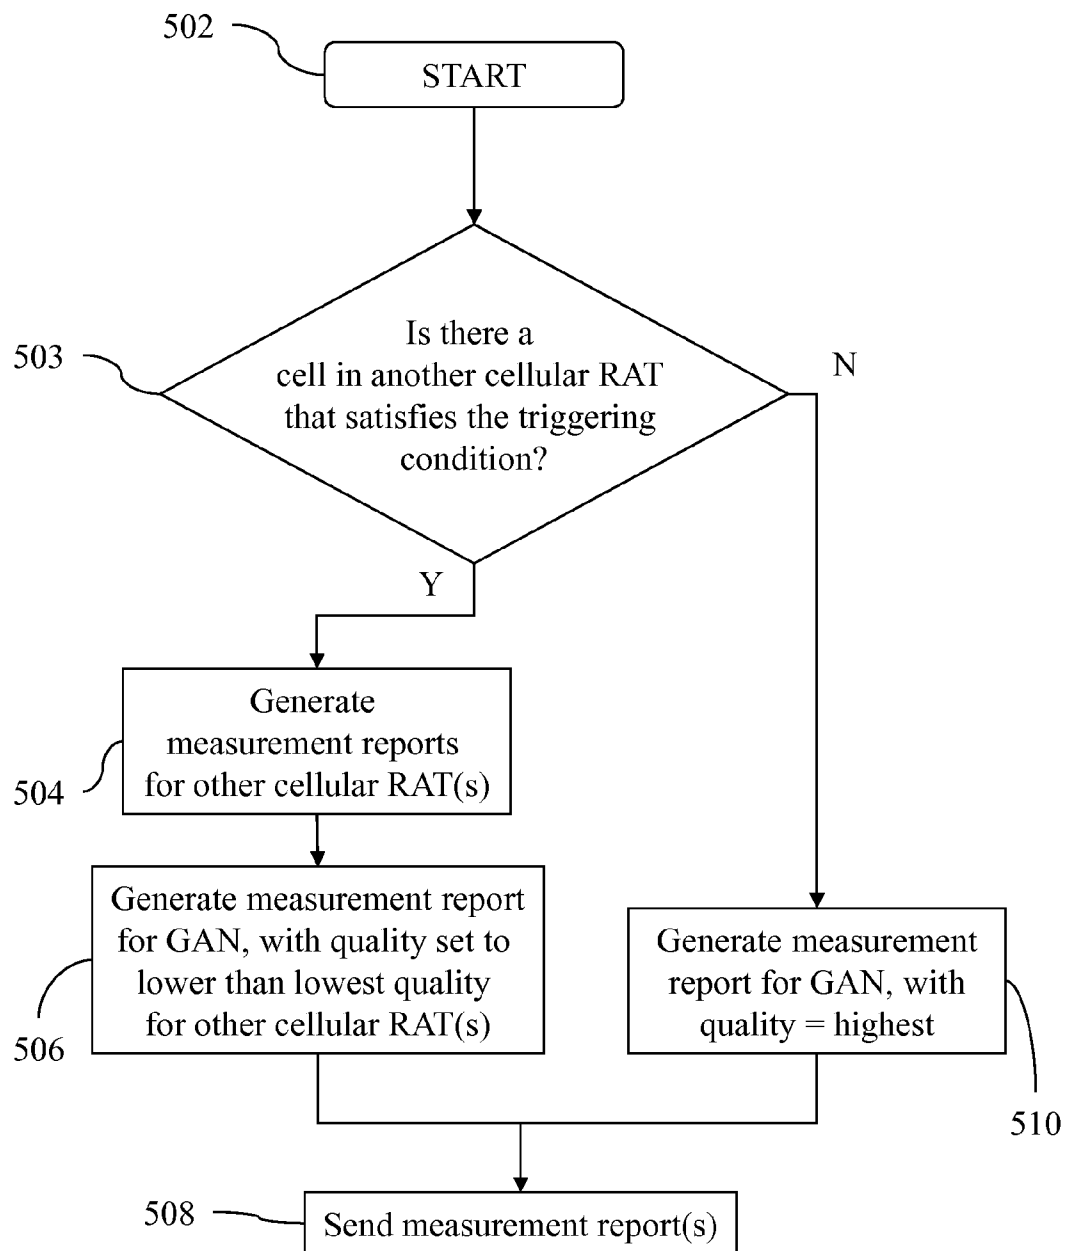 502
START
503
Is there a
cell in another cellular RAT
that satisfies the triggering
condition?
N
Y
504
Generate
measurement reports
for other cellular RAT(s)
506
Generate measurement report
for GAN, with quality set to
lower than lowest quality
for other cellular RAT(s)
Generate measurement
report for GAN, with
quality = highest
510
508
Send measurement report(s)